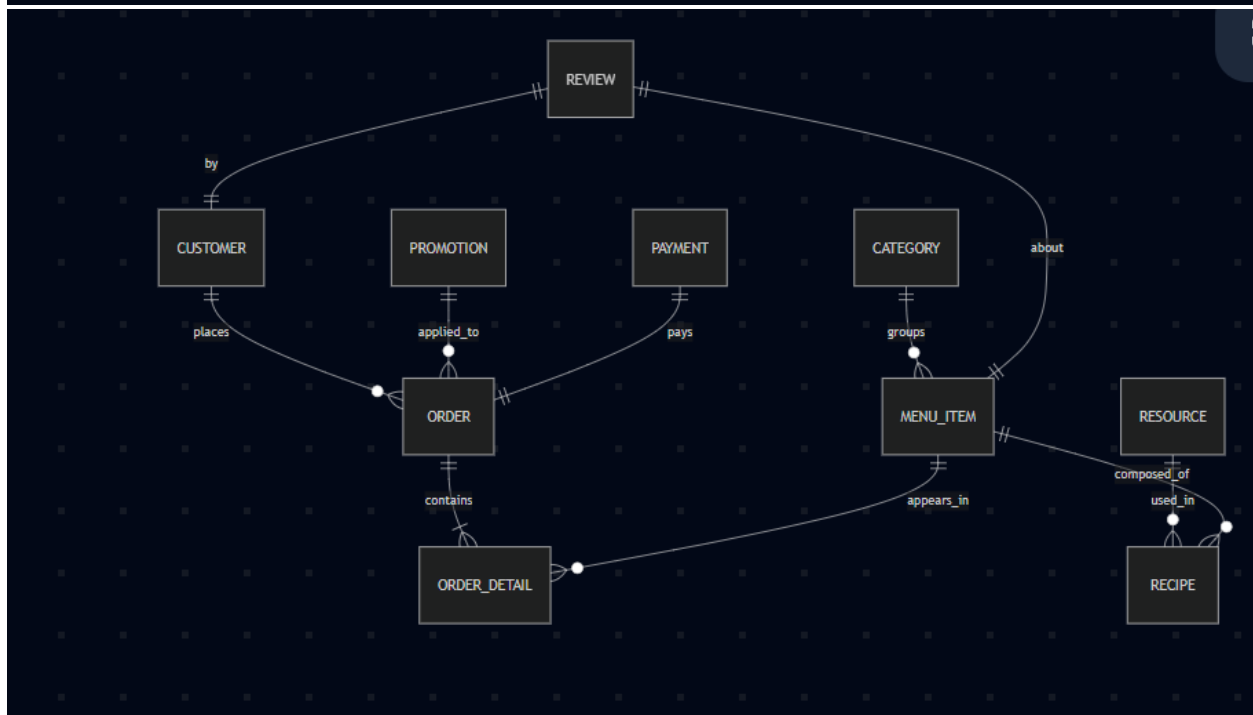 REVIEW
by
CUSTOMER
PROMOTION
PAYMENT
CATEGORY
about
places
applied_to
pays
groups
ORDER
MENU_ITEM
RESOURCE
composed_of
contains
appears_in
used_in
ORDER_DETAIL
RECIPE